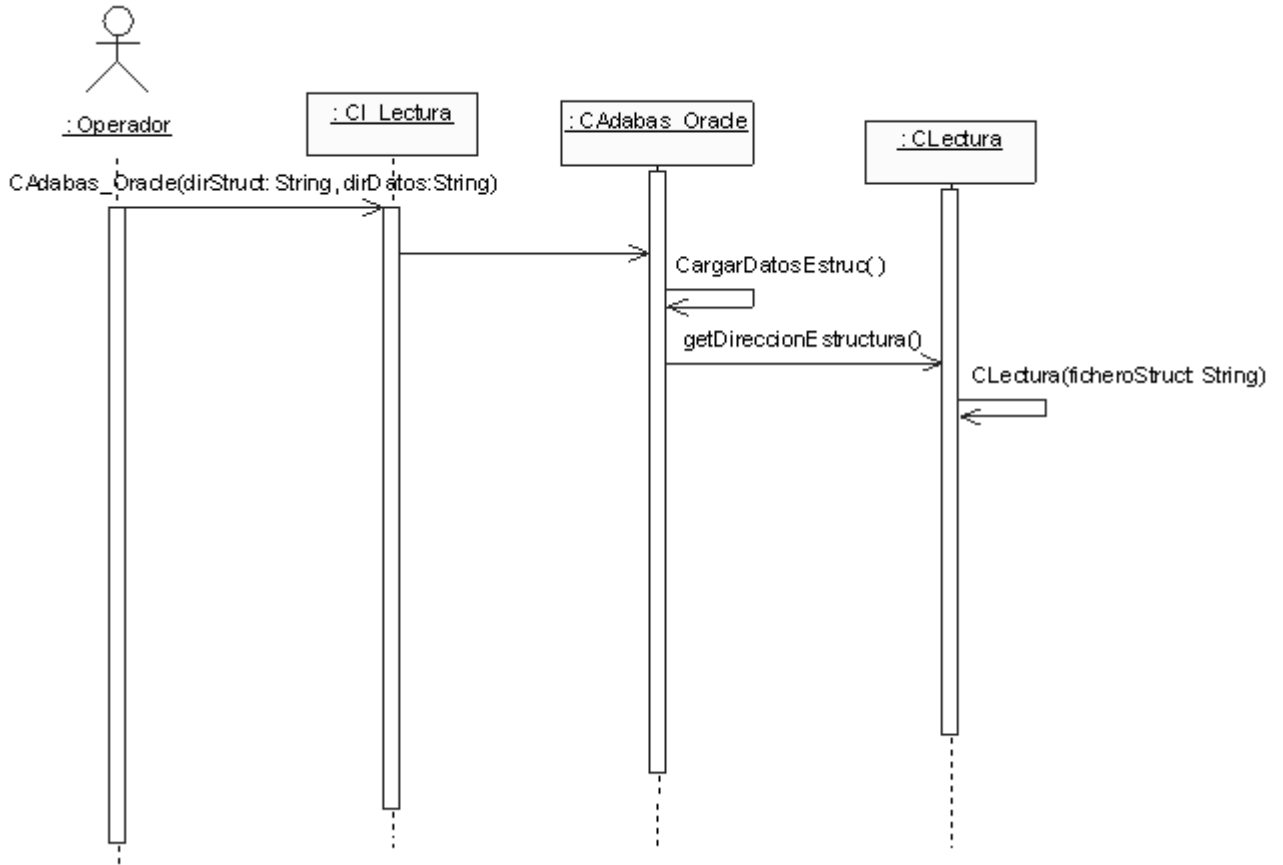 : Operador
: CI_Lectura
: CAdabas_Oracle
: CLectura
CAdabas_Oracle(dirStruct: String, dirDatos:String)
CargarDatosEstruc( )
getDireccionEstructura()
CLectura(ficheroStruct: String)